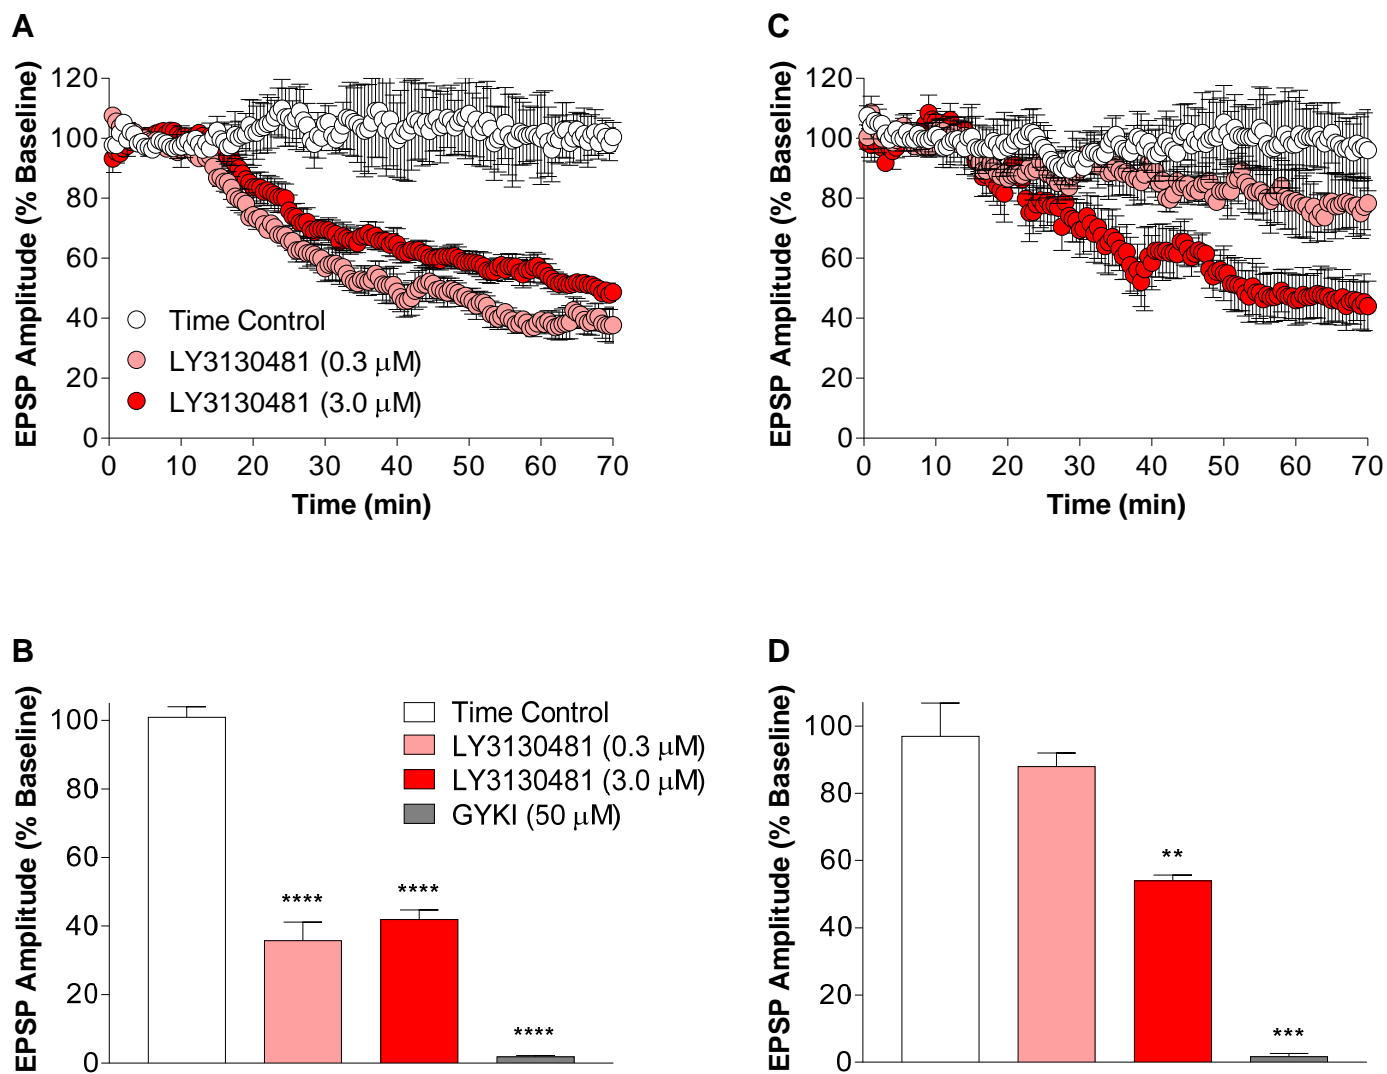 A
EPSP Amplitude (% Baseline)
120
100
80
60
40
20
0
0 10 20 30 40 50 60 70
Time (min)
Time Control
LY3130481 (0.3 μM)
LY3130481 (3.0 μM)
C
EPSP Amplitude (% Baseline)
120
100
80
60
40
20
0
0 10 20 30 40 50 60 70
Time (min)
B
EPSP Amplitude (% Baseline)
100
80
60
40
20
0
****
****
****
Time Control
LY3130481 (0.3 μM)
LY3130481 (3.0 μM)
GYKI (50 μM)
D
EPSP Amplitude (% Baseline)
100
80
60
40
20
0
**
***